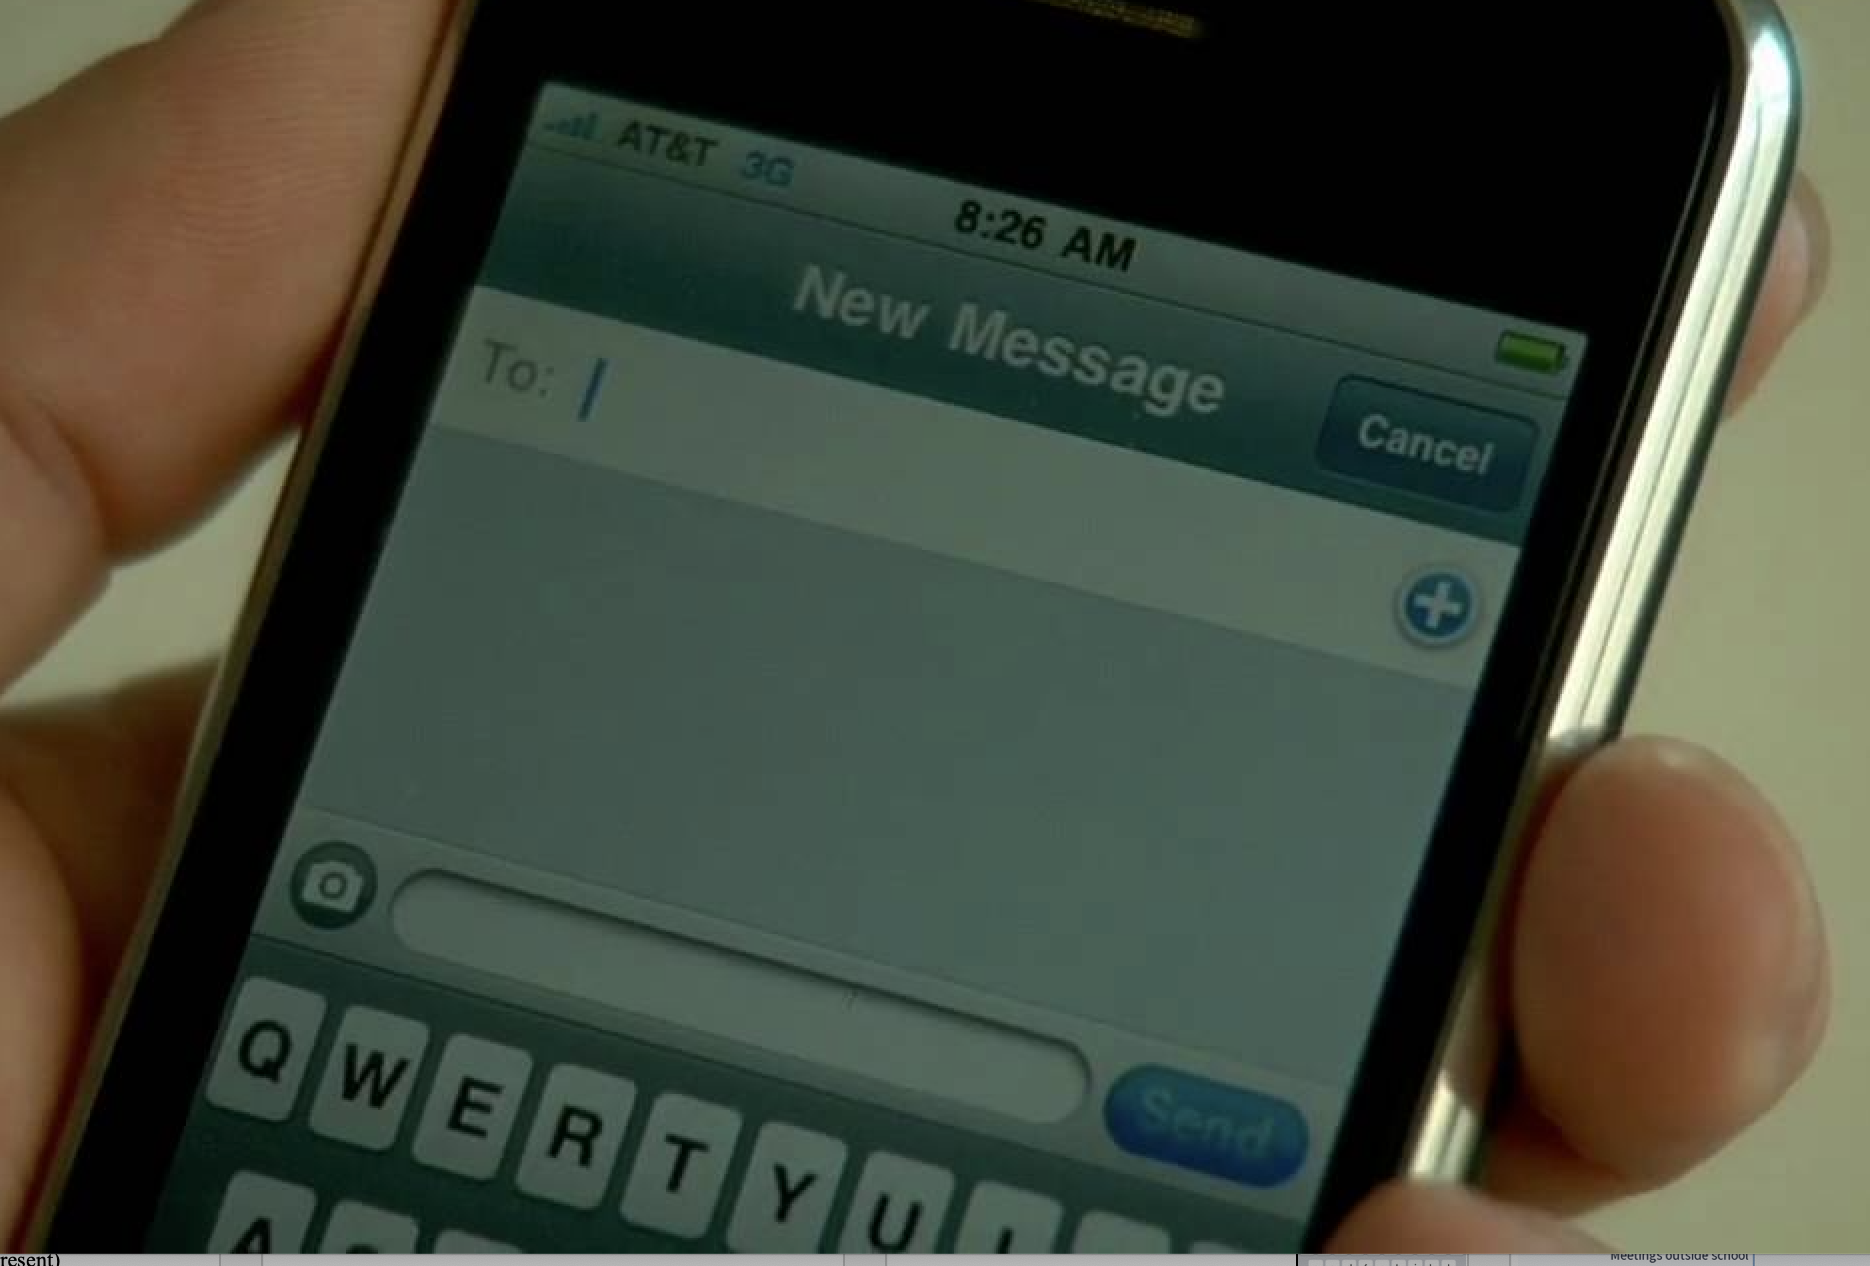 AT&T 3G
8:26 AM
New Message
Cancel
To:
Send
Q W E R T Y U I
A
resent)
Meetings outside school